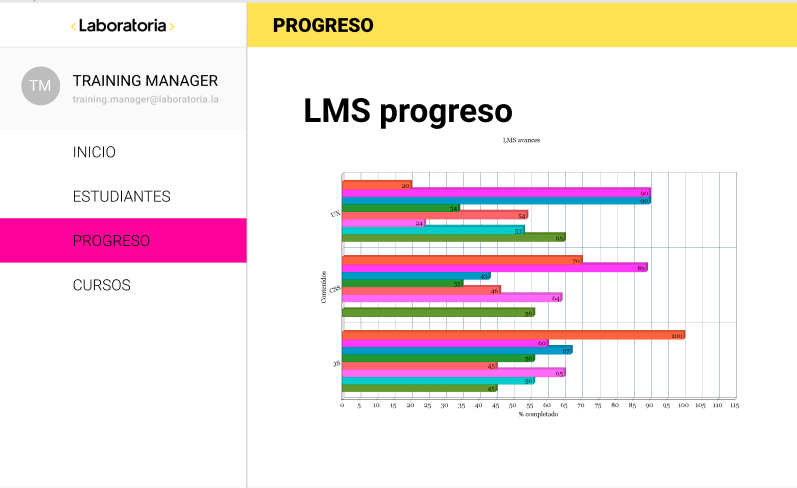 <Laboratoria>
PROGRESO
TM
TRAINING MANAGER
training.manager@laboratoria.la
INICIO
ESTUDIANTES
PROGRESO
CURSOS
LMS progreso
LMS avances
Contenidos
UX
20
90
90
34
54
24
53
65
CSS
70
89
43
35
46
64
56
JS
100
60
67
56
45
65
56
45
0 5 10 15 20 25 30 35 40 45 50 55 60 65 70 75 80 85 90 95 100 105 110 115
% completado